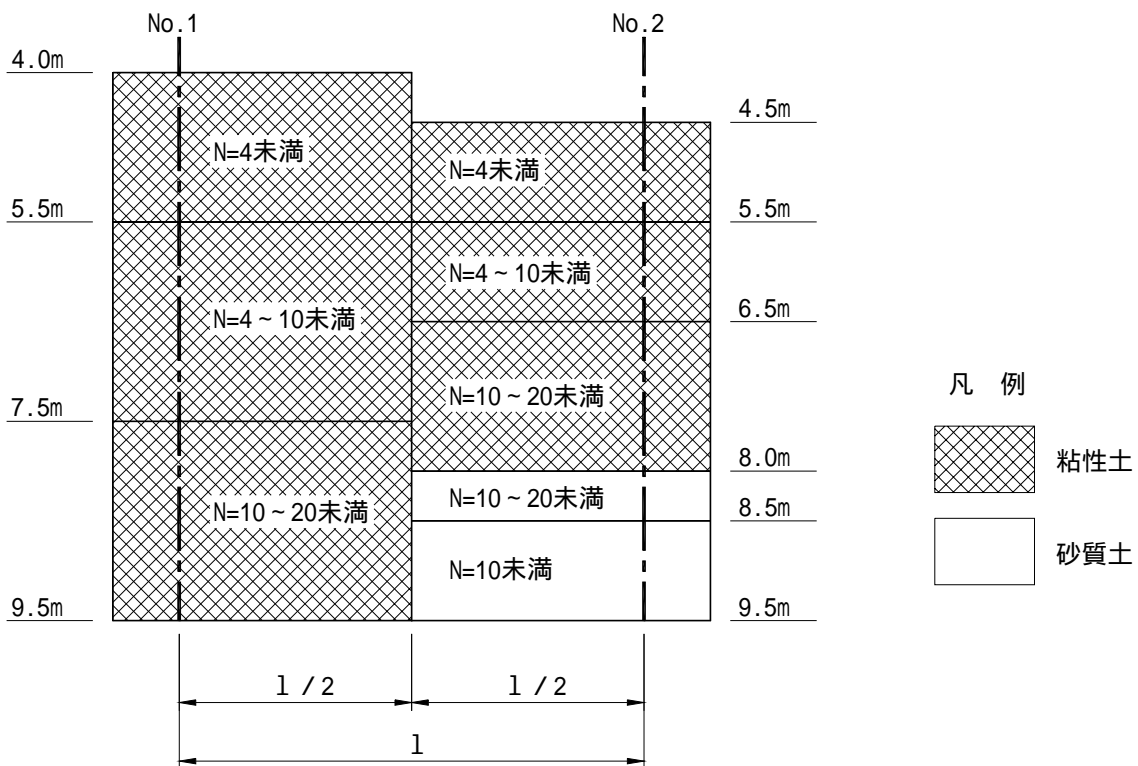 No.1
No.2
4.0m
4.5m
N=4未満
N=4未満
5.5m
5.5m
N=4~10未満
N=4~10未満
6.5m
7.5m
N=10~20未満
凡 例
粘性土
8.0m
N=10~20未満
N=10~20未満
8.5m
砂質土
N=10未満
9.5m
9.5m
l /2
l /2
l